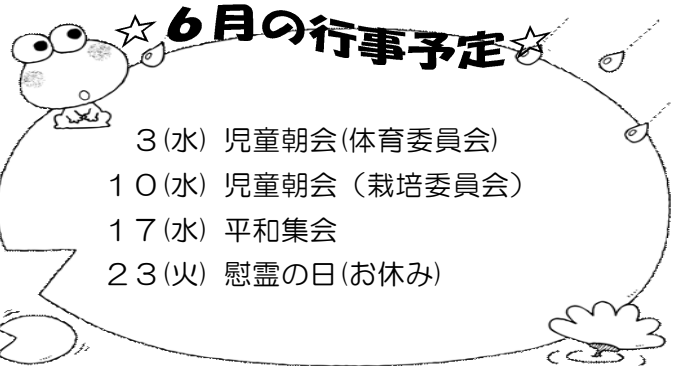 ☆６月の行事予定☆
３(水) 児童朝会(体育委員会)
１０(水) 児童朝会（栽培委員会）
１７(水) 平和集会
２３(火) 慰霊の日(お休み)